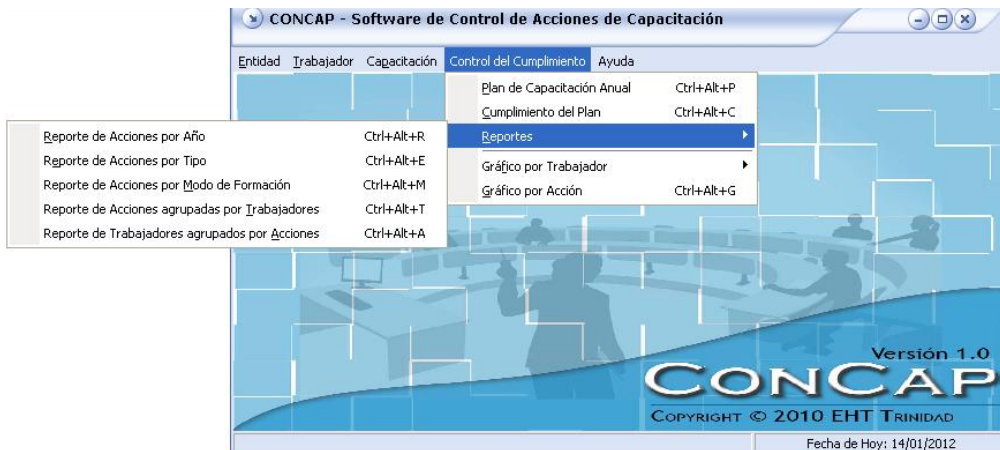 CONCAP - Software de Control de Acciones de Capacitación
Entidad Trabajador Capacitación Control del Cumplimiento Ayuda
Plan de Capacitación Anual Ctrl+Alt+P
Cumplimiento del Plan Ctrl+Alt+C
Reportes
Gráfico por Trabajador
Gráfico por Acción Ctrl+Alt+G
Reporte de Acciones por Año Ctrl+Alt+R
Reporte de Acciones por Tipo Ctrl+Alt+E
Reporte de Acciones por Modo de Formación Ctrl+Alt+M
Reporte de Acciones agrupadas por Trabajadores Ctrl+Alt+T
Reporte de Trabajadores agrupados por Acciones Ctrl+Alt+A
Versión 1.0
CONCAP
COPYRIGHT © 2010 EHT TRINIDAD
Fecha de Hoy: 14/01/2012